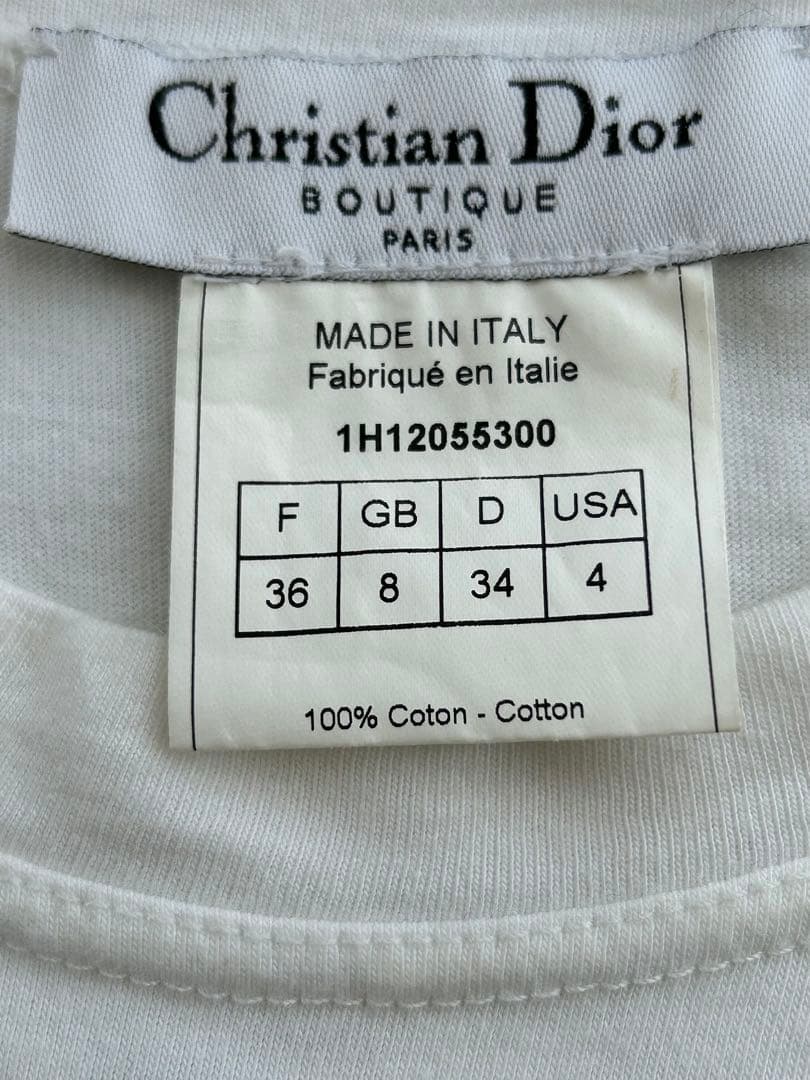 Christian Dior
BOUTIQUE
PARIS
MADE IN ITALY
Fabriqué en Italie
1H12055300
F GB D USA
36 8 34 4
100% Coton - Cotton